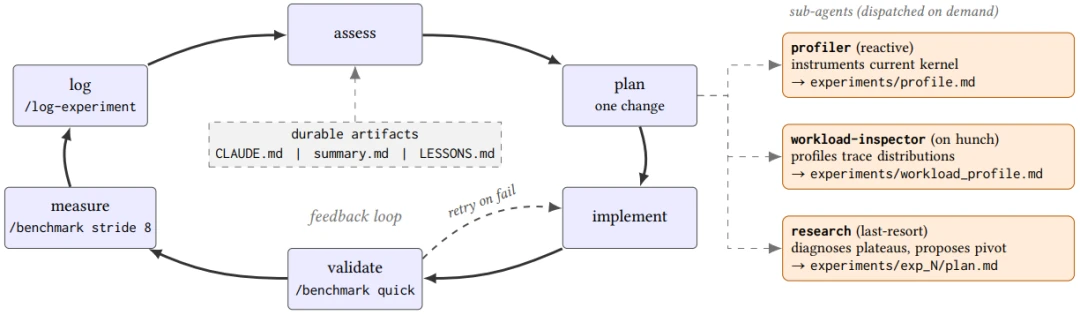 sub-agents (dispatched on demand)
assess
log
/log-experiment
plan
one change
durable artifacts
CLAUDE.md | summary.md | LESSONS.md
measure
/benchmark stride 8
feedback loop
retry on fail
implement
validate
/benchmark quick
profiler (reactive)
instruments current kernel
→ experiments/profile.md
workload-inspector (on hunch)
profiles trace distributions
→ experiments/workload_profile.md
research (last-resort)
diagnoses plateaus, proposes pivot
→ experiments/exp_N/plan.md